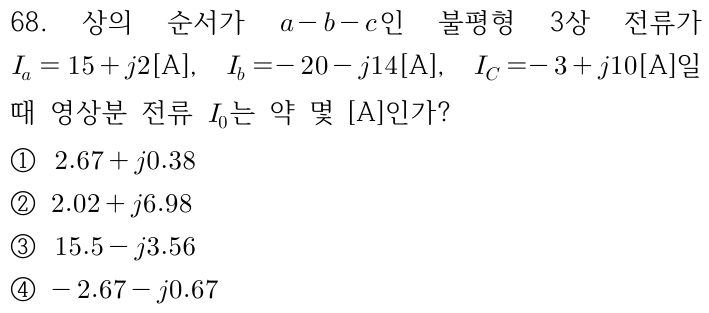 68. 상의 순서가 a-b-c인 불평형 3상 전류가
I_a = 15 + j2[A], I_b =- 20 - j14[A], I_C =- 3 + j10[A]일
때 영상분 전류 I_0는 약 몇 [A]인가?
① 2.67 + j0.38
② 2.02 + j6.98
③ 15.5 - j3.56
④ - 2.67 - j0.67